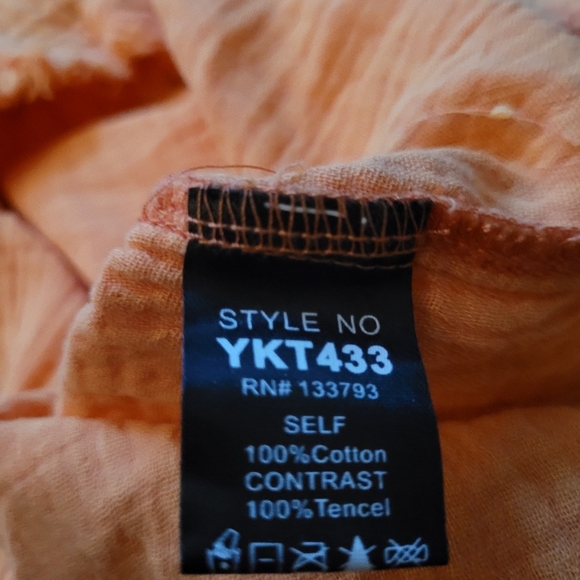 STYLE NO
YKT433
RN# 133793
SELF
100%Cotton
CONTRAST
100%Tencel